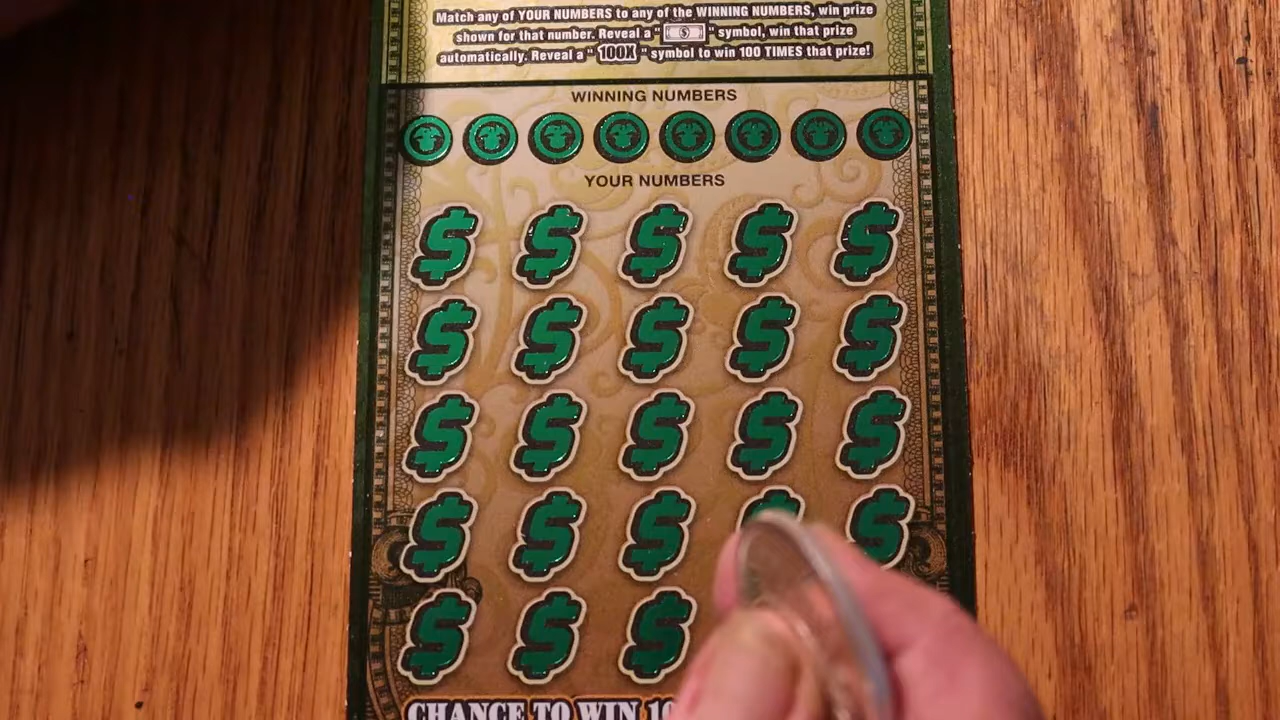 Match any of YOUR NUMBERS to any of the WINNING NUMBERS, win prize
shown for that number. Reveal a "$" symbol, win that prize
automatically. Reveal a "100X" symbol to win 100 TIMES that prize!
WINNING NUMBERS
YOUR NUMBERS
$ $ $ $ $
$ $ $ $ $
$ $ $ $ $
$ $ $ $
$ $ $
CHANCE TO WIN